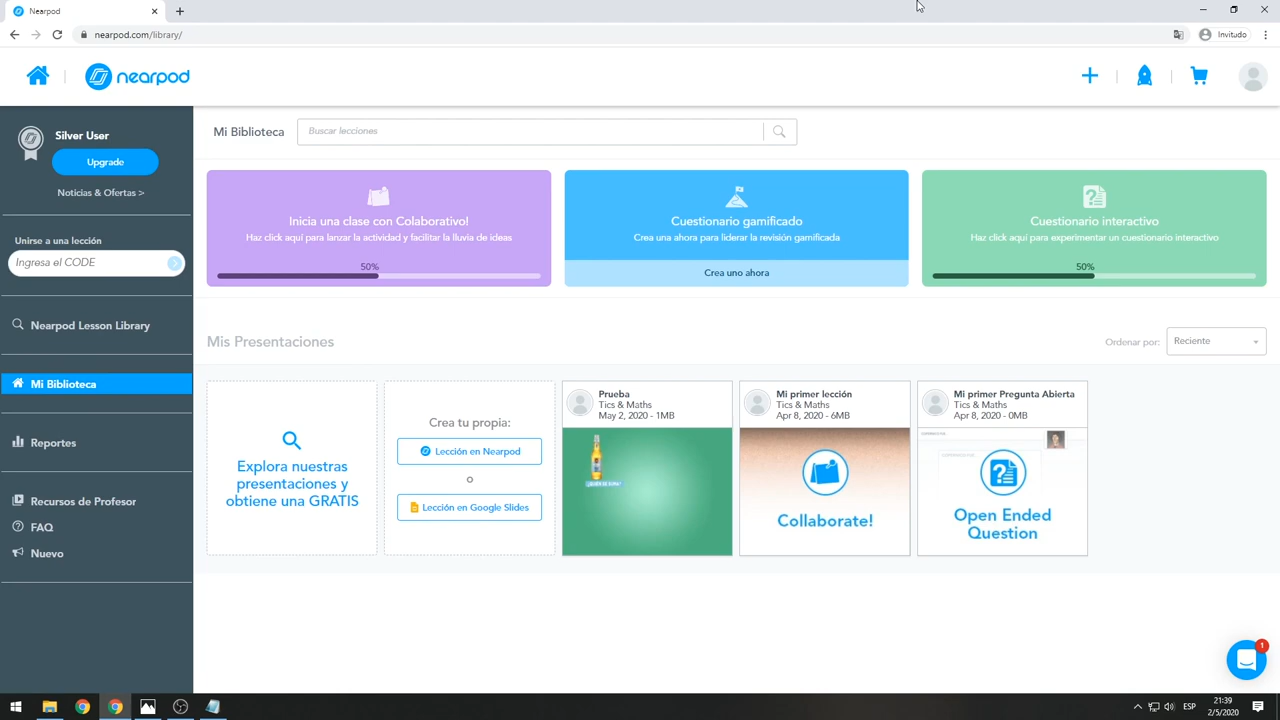 Nearpod
nearpod.com/library/
Invitudo
nearpod
Silver User
Upgrade
Noticias & Ofertas >
Unirse a una lección
Ingresa el CODE
Nearpod Lesson Library
Mi Biblioteca
Reportes
Recursos de Profesor
FAQ
Nuevo
Mi Biblioteca
Buscar lecciones
Inicia una clase con Colaborativo!
Haz click aquí para lanzar la actividad y facilitar la lluvia de ideas
50%
Cuestionario gamificado
Crea una ahora para liderar la revisión gamificada
Crea uno ahora
Cuestionario interactivo
Haz click aquí para experimentar un cuestionario interactivo
50%
Mis Presentaciones
Ordenar por:
Reciente
Explora nuestras
presentaciones y
obtiene una GRATIS
Crea tu propia:
Lección en Nearpod
o
Lección en Google Slides
Prueba
Tics & Maths
May 2, 2020 - 1MB
Mi primer lección
Tics & Maths
Apr 8, 2020 - 6MB
Collaborate!
Mi primer Pregunta Abierta
Tics & Maths
Apr 8, 2020 - 0MB
Open Ended
Question
1
ESP
21:39
2/5/2020